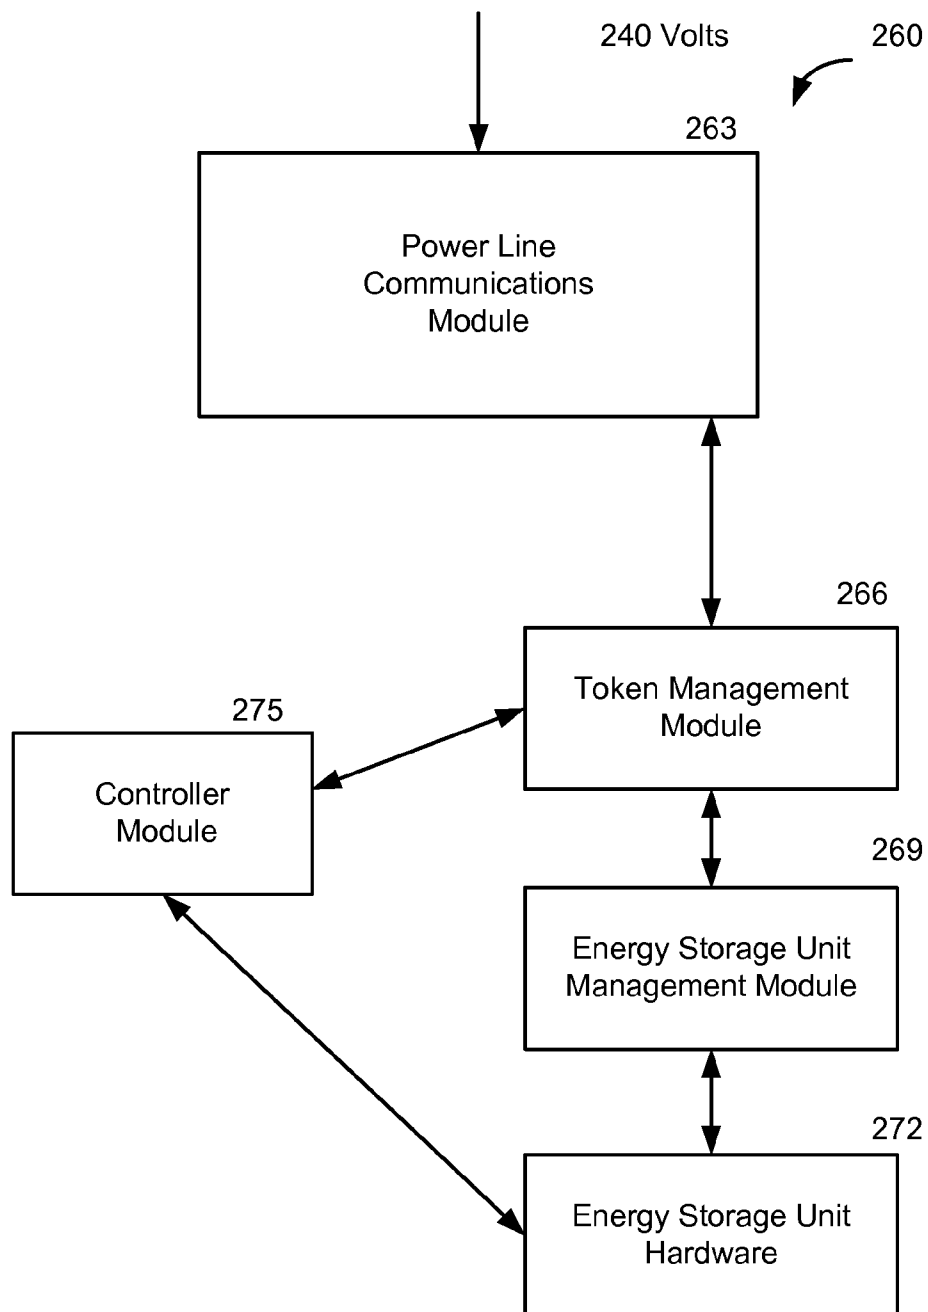 240 Volts
260
263
Power Line
Communications
Module
266
Token Management
Module
275
Controller
Module
269
Energy Storage Unit
Management Module
272
Energy Storage Unit
Hardware